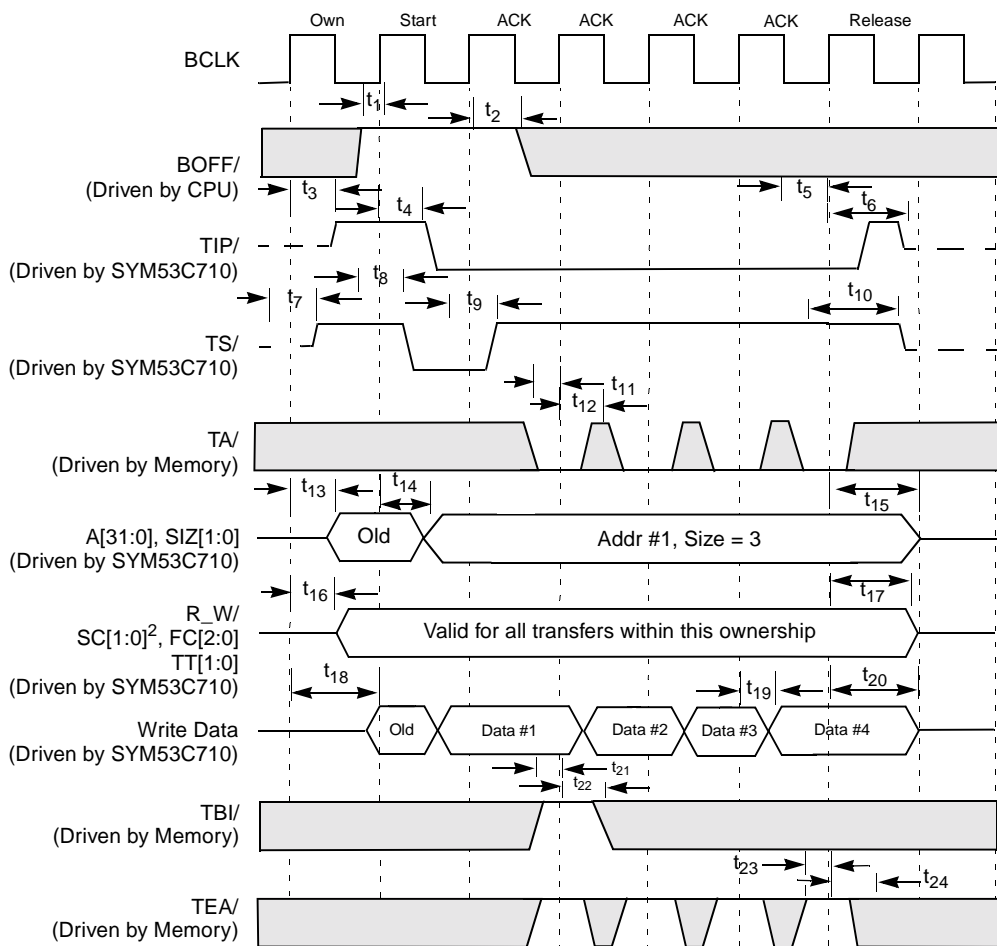 Own Start ACK ACK ACK ACK Release
BCLK
t1 t2
BOFF/
(Driven by CPU)
t3 t4 t5 t6
TIP/
(Driven by SYM53C710)
t8
t7 t9 t10
TS/
(Driven by SYM53C710)
t11
t12
TA/
(Driven by Memory)
t13 t14 t15
A[31:0], SIZ[1:0]
(Driven by SYM53C710)
Old Addr #1, Size = 3
t16 t17
R_W/
SC[1:0]2, FC[2:0]
TT[1:0]
(Driven by SYM53C710)
Valid for all transfers within this ownership
t18 t19 t20
Write Data
(Driven by SYM53C710)
Old Data #1 Data #2 Data #3 Data #4
t21
t22
TBI/
(Driven by Memory)
t23 t24
TEA/
(Driven by Memory)